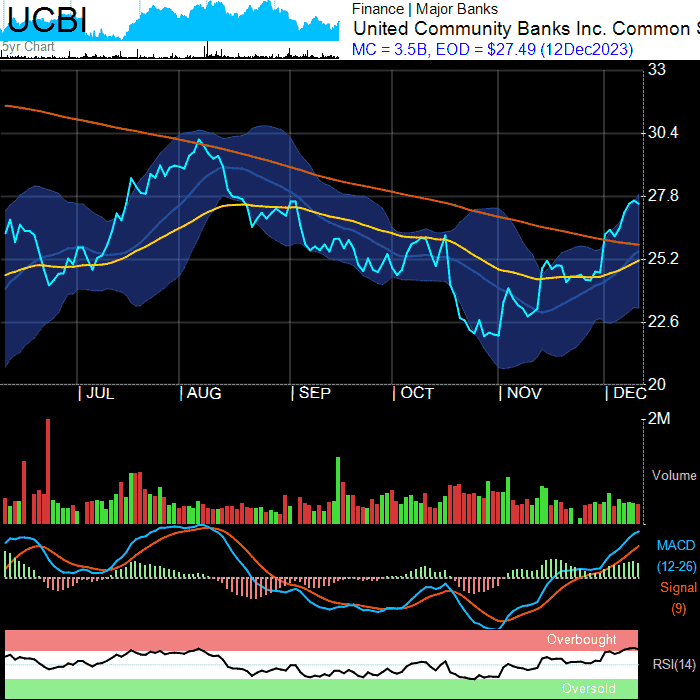 UCBI
5yr Chart
Finance | Major Banks
United Community Banks Inc. Common S
MC = 3.5B, EOD = $27.49 (12Dec2023)
33
30.4
27.8
25.2
22.6
20
| JUL | AUG | SEP | OCT | NOV | DEC
2M
Volume
MACD
(12-26)
Signal
(9)
Overbought
RSI(14)
Oversold